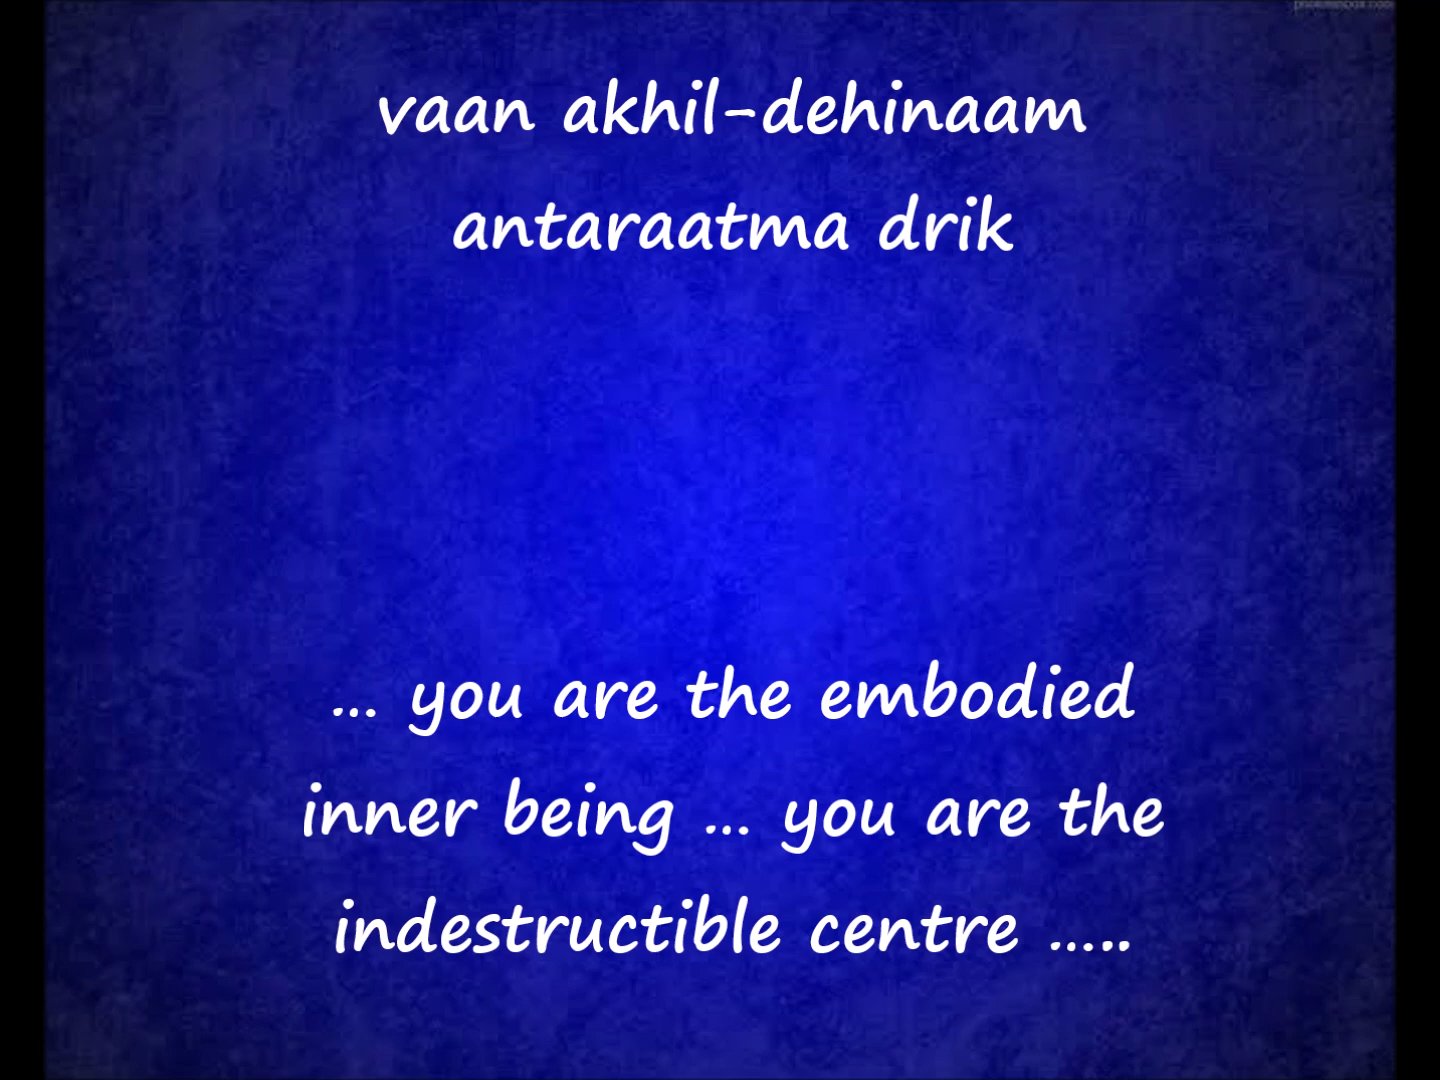 vaan akhil-dehinaam
antaraatma drik
... you are the embodied
inner being ... you are the
indestructible centre .....